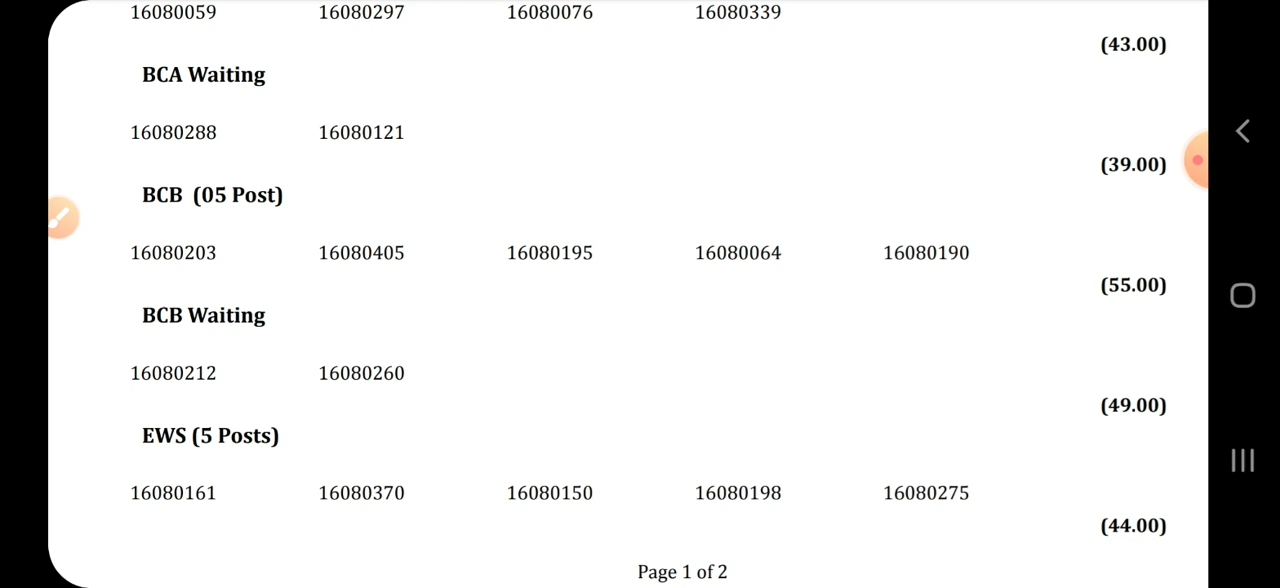 16080059 16080297 16080076 16080339
(43.00)
BCA Waiting
16080288 16080121
(39.00)
BCB (05 Post)
16080203 16080405 16080195 16080064 16080190
(55.00)
BCB Waiting
16080212 16080260
(49.00)
EWS (5 Posts)
16080161 16080370 16080150 16080198 16080275
(44.00)
Page 1 of 2